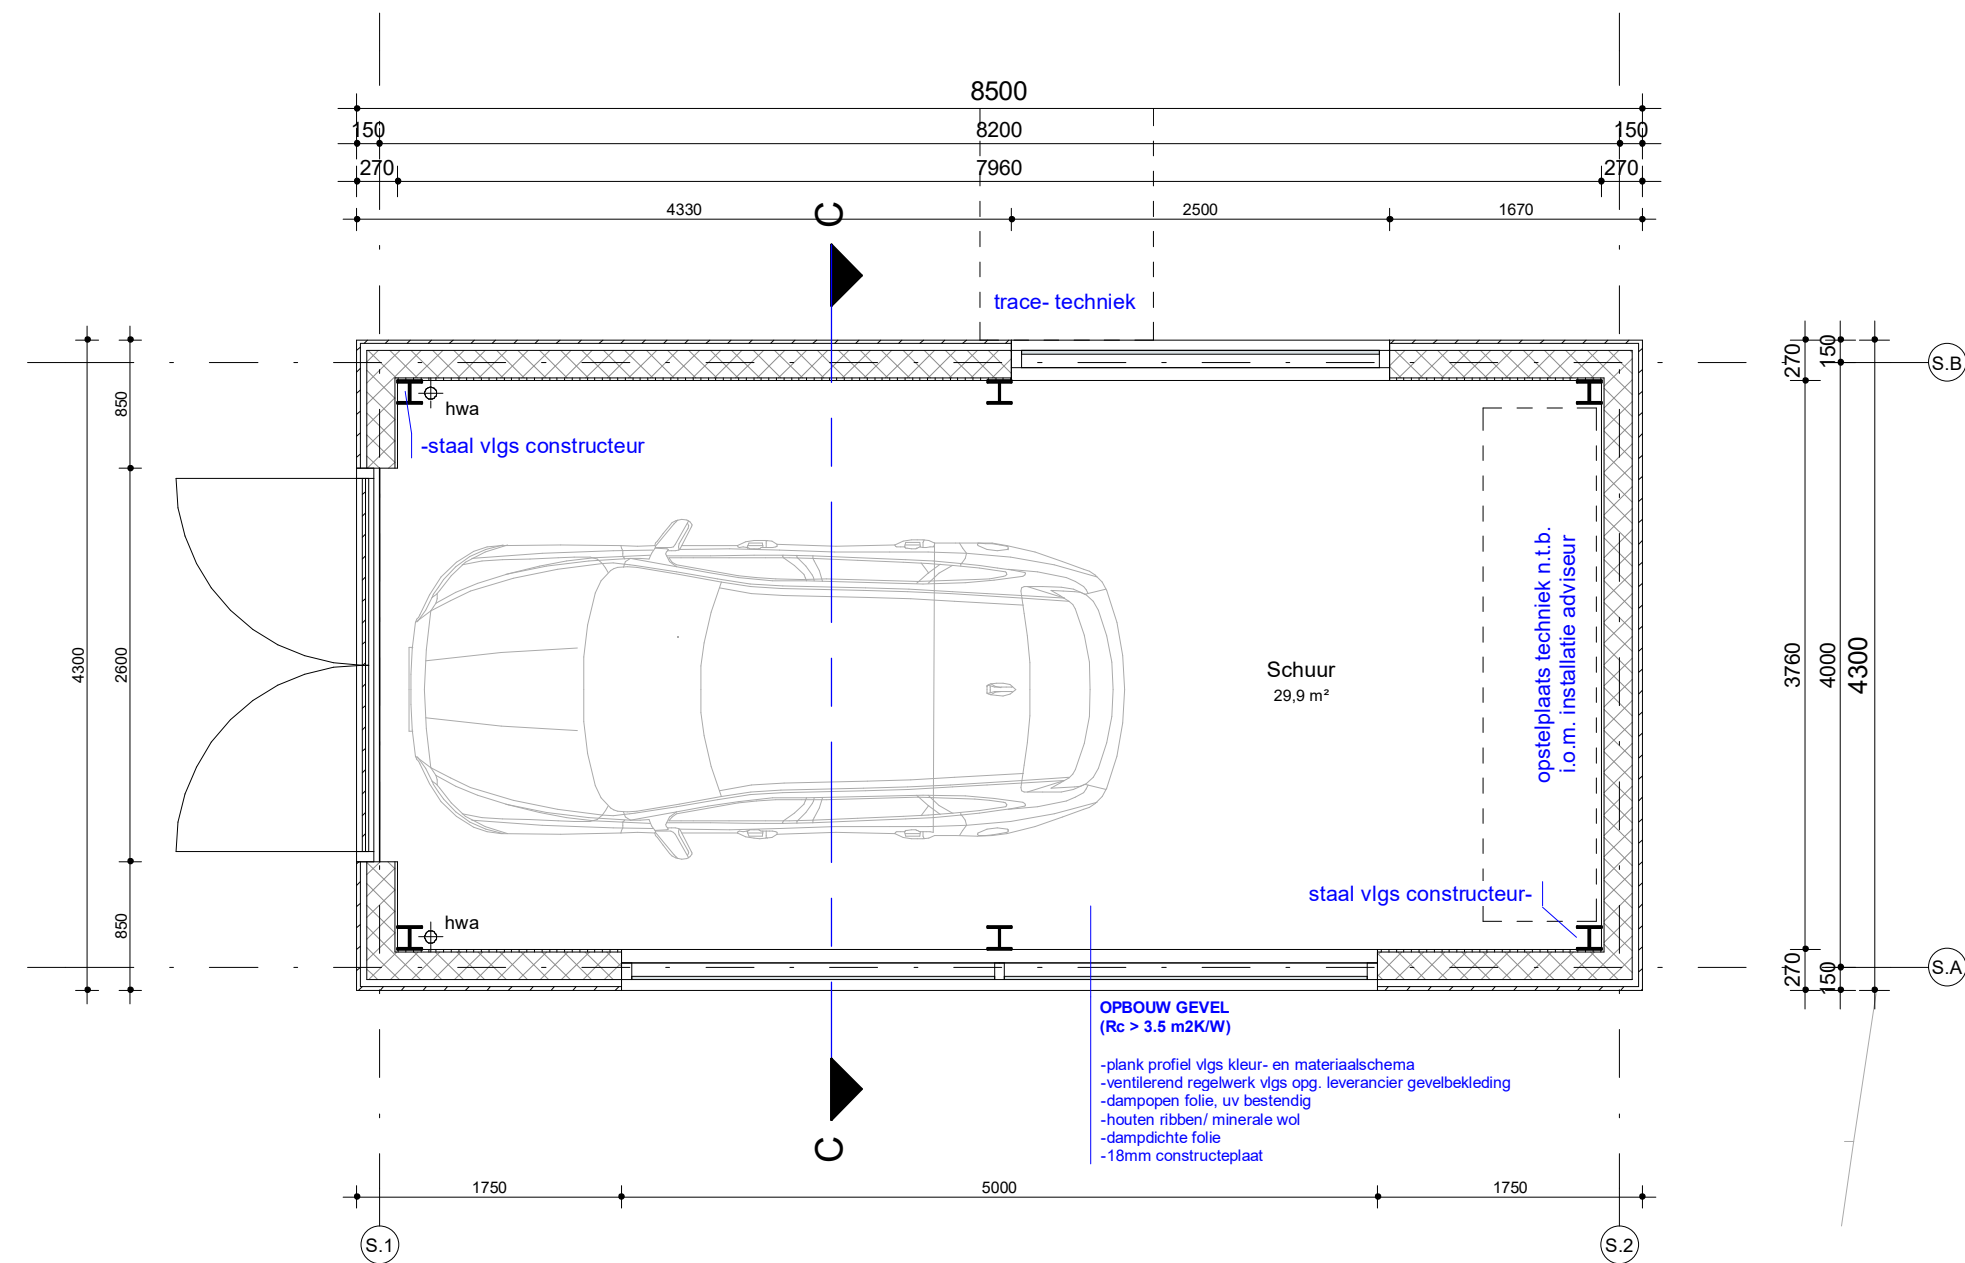 8500
150
8200
150
270
7960
270
4330
2500
1670
C
trace- techniek
S.B
hwa
-staal vlgs constructeur
850
2600
4300
850
270
150
3760
4000
4300
270
150
opstelplaats techniek n.t.b.
i.o.m. installatie adviseur
Schuur
29,9 m²
staal vlgs constructeur-
hwa
S.A
OPBOUW GEVEL
(Rc > 3.5 m2K/W)
-plank profiel vlgs kleur- en materiaalschema
-ventilerend regelwerk vlgs opg. leverancier gevelbekleding
-dampopen folie, uv bestendig
-houten ribben/ minerale wol
-dampdichte folie
-18mm constructeplaat
C
1750
5000
1750
S.1
S.2